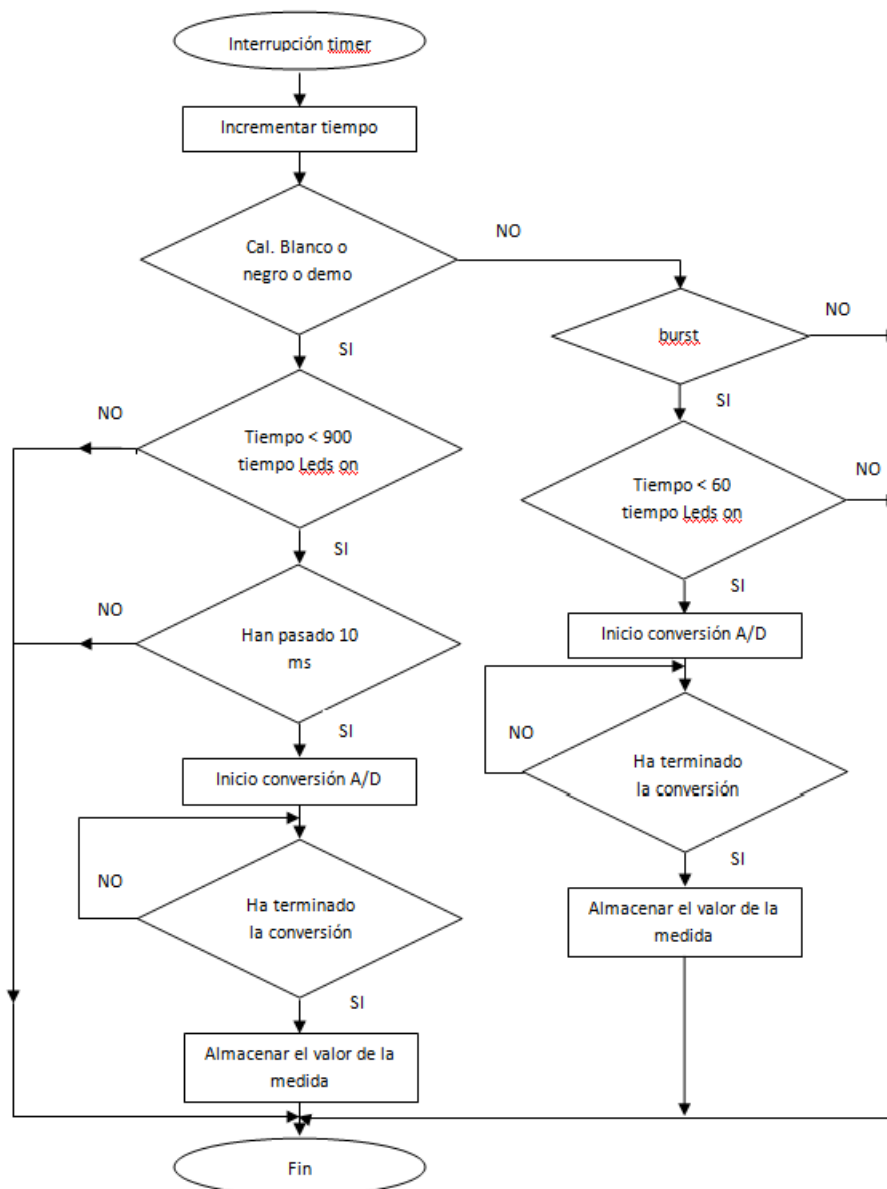 Interrupción timer
Incrementar tiempo
Cal. Blanco o
negro o demo
NO
SI
burst
NO
SI
Tiempo < 900
tiempo Leds on
NO
SI
Tiempo < 60
tiempo Leds on
NO
SI
Han pasado 10
ms
NO
SI
Inicio conversión A/D
Ha terminado
la conversión
NO
SI
Almacenar el valor de la
medida
Inicio conversión A/D
Ha terminado
la conversión
NO
SI
Almacenar el valor de la
medida
Fin